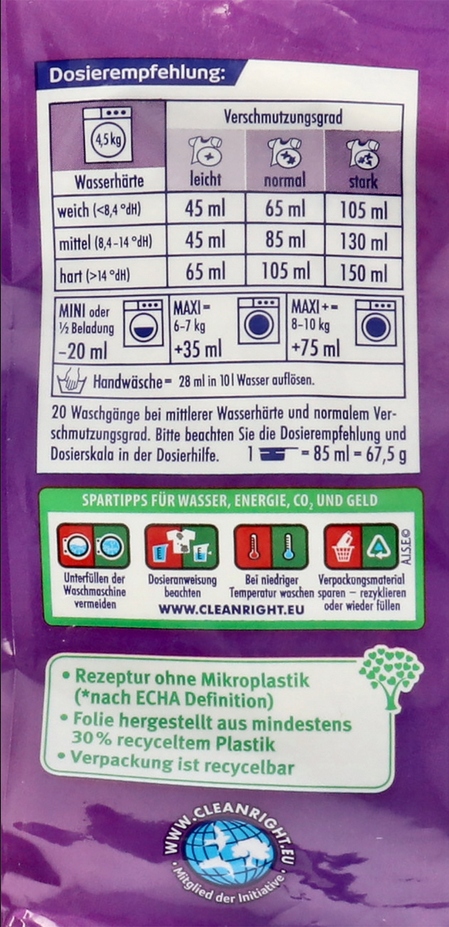 Dosierempfehlung:
4,5 kg
Verschmutzungsgrad
Wasserhärte leicht normal stark
weich (<8,4 °dH) 45 ml 65 ml 105 ml
mittel (8,4-14 °dH) 45 ml 85 ml 130 ml
hart (>14 °dH) 65 ml 105 ml 150 ml
MINI oder
½ Beladung
-20 ml
MAXI=
6-7 kg
+35 ml
MAXI+=
8-10 kg
+75 ml
Handwäsche= 28 ml in 10 l Wasser auflösen.
20 Waschgänge bei mittlerer Wasserhärte und normalem Ver-
schmutzungsgrad. Bitte beachten Sie die Dosierempfehlung und
Dosierskala in der Dosierhilfe. 1 = 85 ml = 67,5 g
SPARTIPPS FÜR WASSER, ENERGIE, CO₂ UND GELD
A.I.S.E.©
Unterfüllen der
Waschmaschine
vermeiden
Dosieranweisung
beachten
Bei niedriger
Temperatur waschen
Verpackungsmaterial
sparen – rezyklieren
oder wieder füllen
WWW.CLEANRIGHT.EU
• Rezeptur ohne Mikroplastik
(*nach ECHA Definition)
• Folie hergestellt aus mindestens
30% recyceltem Plastik
• Verpackung ist recycelbar
WWW.CLEANRIGHT.EU
• Mitglied der Initiative •